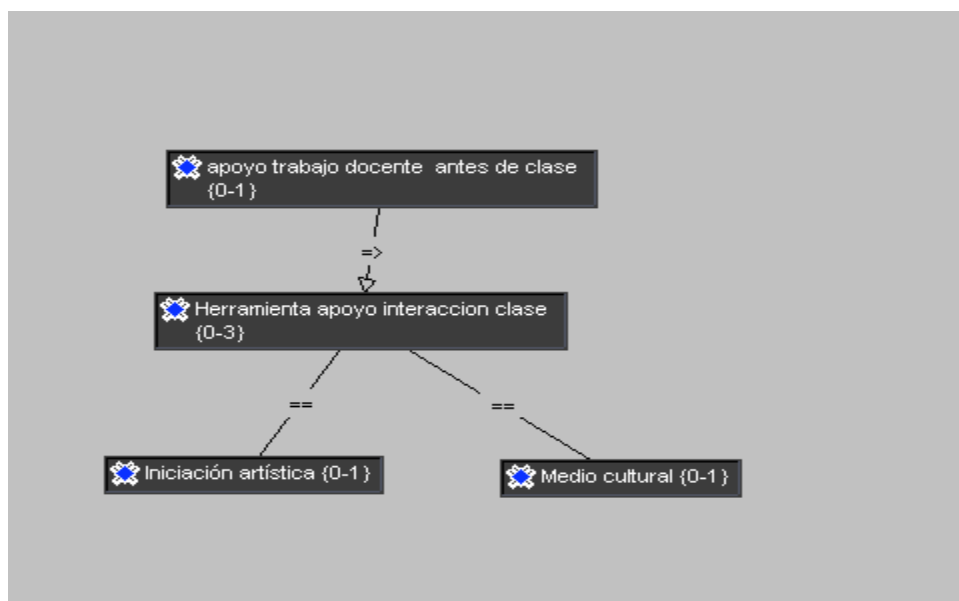 apoyo trabajo docente  antes de clase
{0-1}
=>
Herramienta apoyo interaccion clase
{0-3}
==
==
Iniciación artística {0-1}
Medio cultural {0-1}